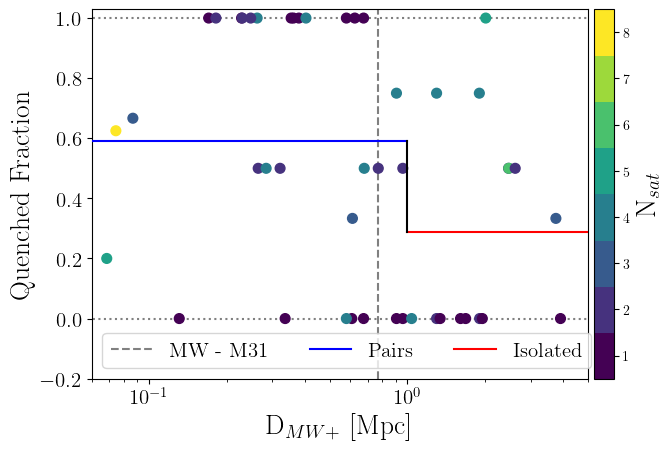 1.0
0.8
0.6
0.4
0.2
0.0
−0.2
Quenched Fraction
MW - M31
Pairs
Isolated
10⁻¹
10⁰
D_{MW+} [Mpc]
8
7
6
5
4
3
2
1
N_{sat}